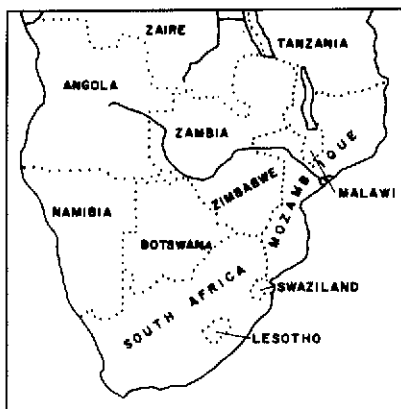 ZAIRE
TANZANIA
ANGOLA
ZAMBIA
MALAWI
ZIMBABWE
MOZAMBIQUE
NAMIBIA
BOTSWANA
SWAZILAND
SOUTH AFRICA
LESOTHO